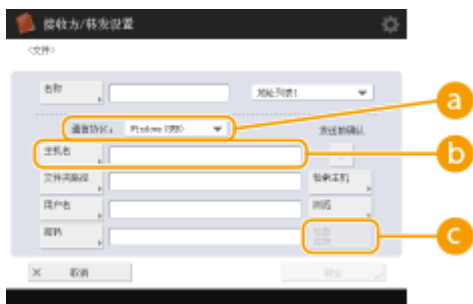 接收力/转发设置
<文件>
名称
地址列表1
通音协议:
Windows (SMB)
发送前确认
a
主机名
b
文件夹路径
检索主机
用户名
浏览
密码
c
× 取消
确定